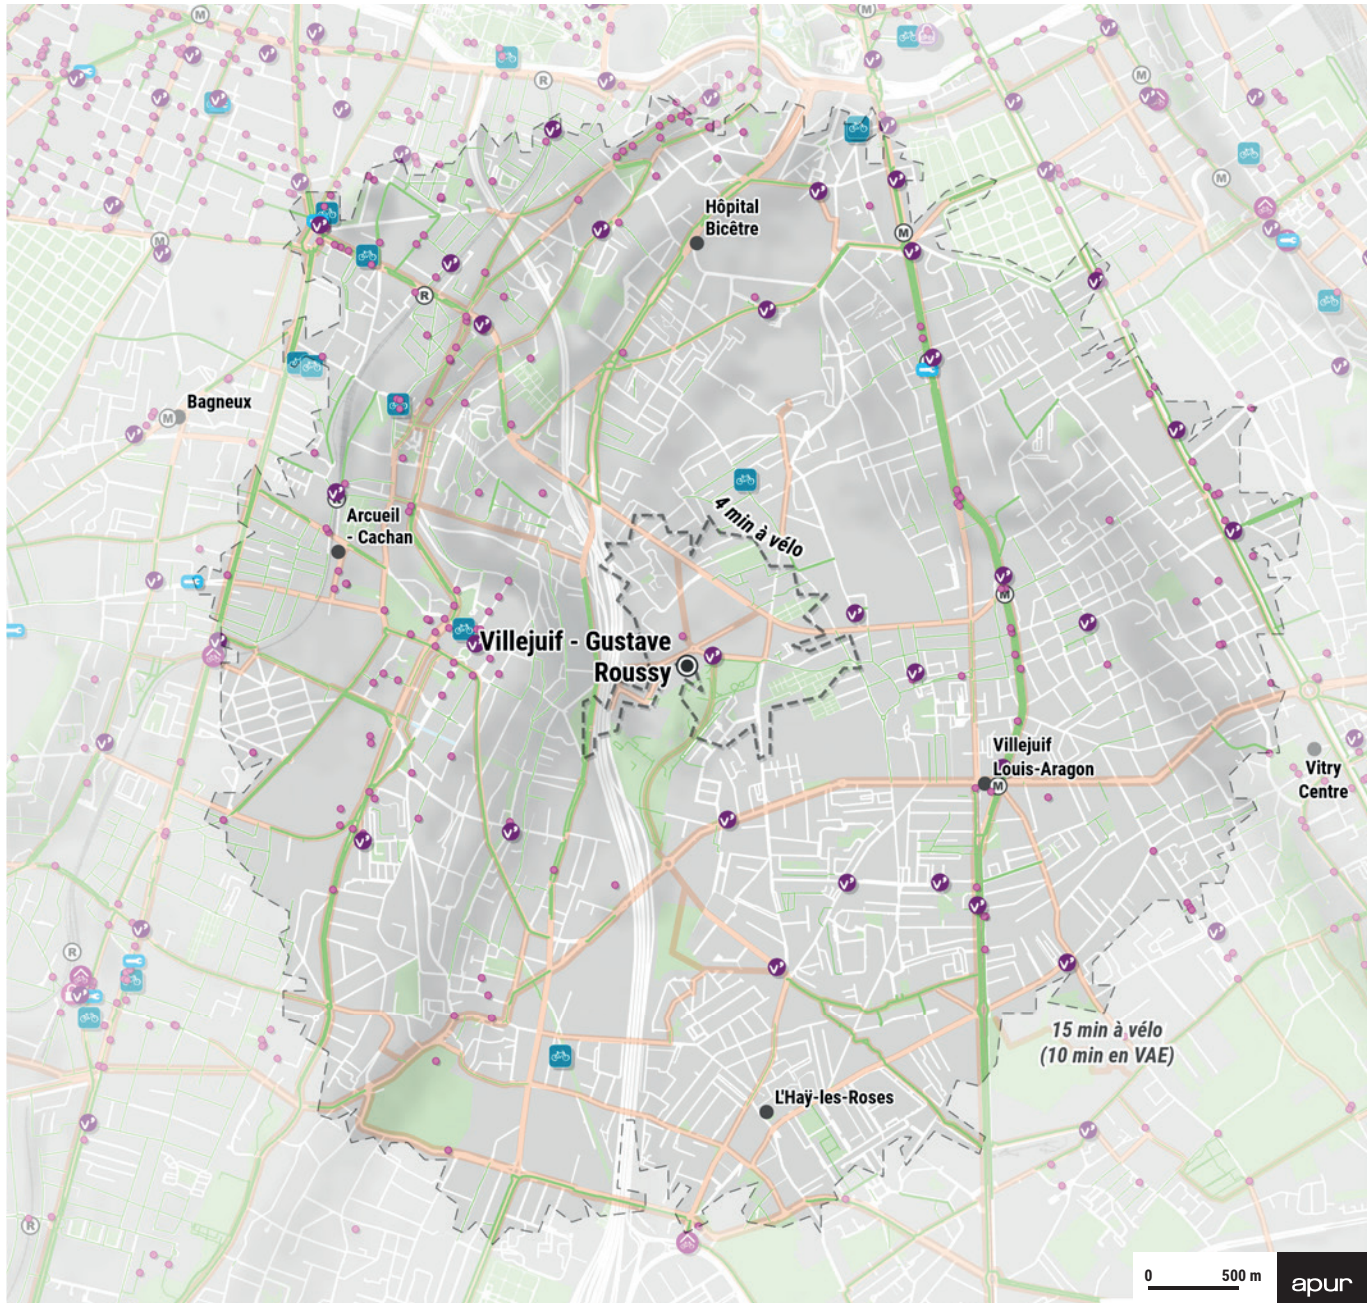 M
M
R
M
Hôpital
Bicêtre
M
M
M
R
Bagneux
M
4 min à vélo
Arcueil
- Cachan
M
Villejuif - Gustave
Roussy
Villejuif
Louis-Aragon
M
Vitry
Centre
R
15 min à vélo
(10 min en VAE)
L'Haÿ-les-Roses
R
0 500 m
apur